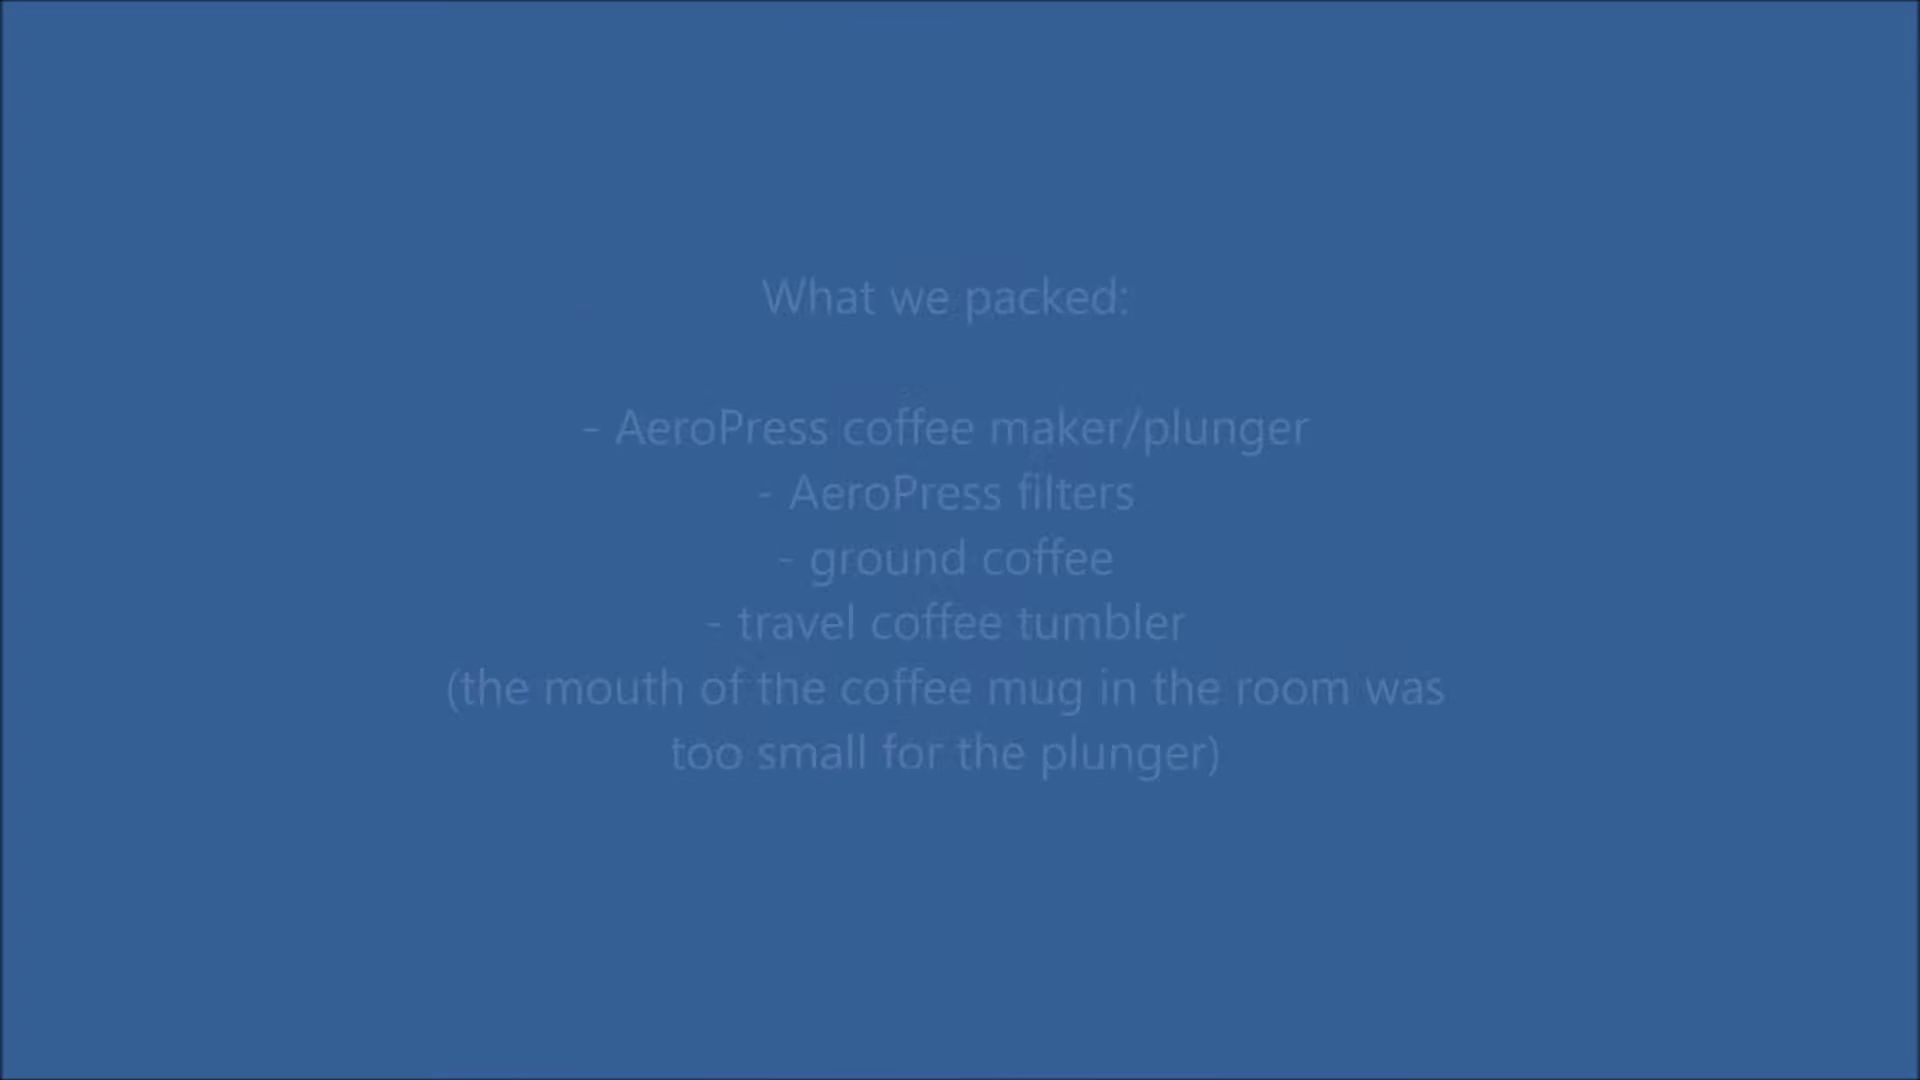 What we packed:
- AeroPress coffee maker/plunger
- AeroPress filters
- ground coffee
- travel coffee tumbler
(the mouth of the coffee mug in the room was
too small for the plunger)